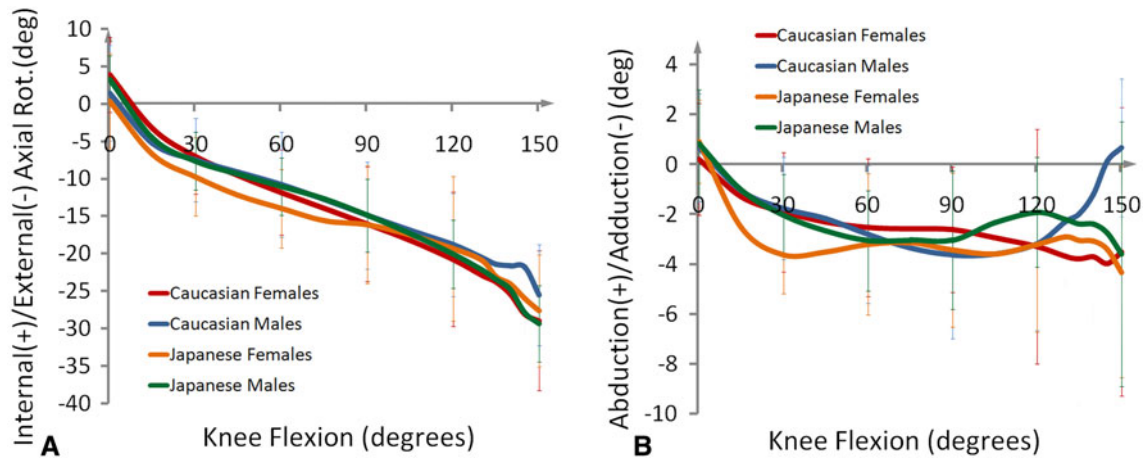 Internal(+)/External(-) Axial Rot.(deg)
10
5
0
-5
-10
-15
-20
-25
-30
-35
-40
0 30 60 90 120 150
Caucasian Females
Caucasian Males
Japanese Females
Japanese Males
A
Knee Flexion (degrees)
Abduction(+)/Adduction(-) (deg)
4
2
0
-2
-4
-6
-8
-10
Caucasian Females
Caucasian Males
Japanese Females
Japanese Males
0 30 60 90 120 150
B
Knee Flexion (degrees)